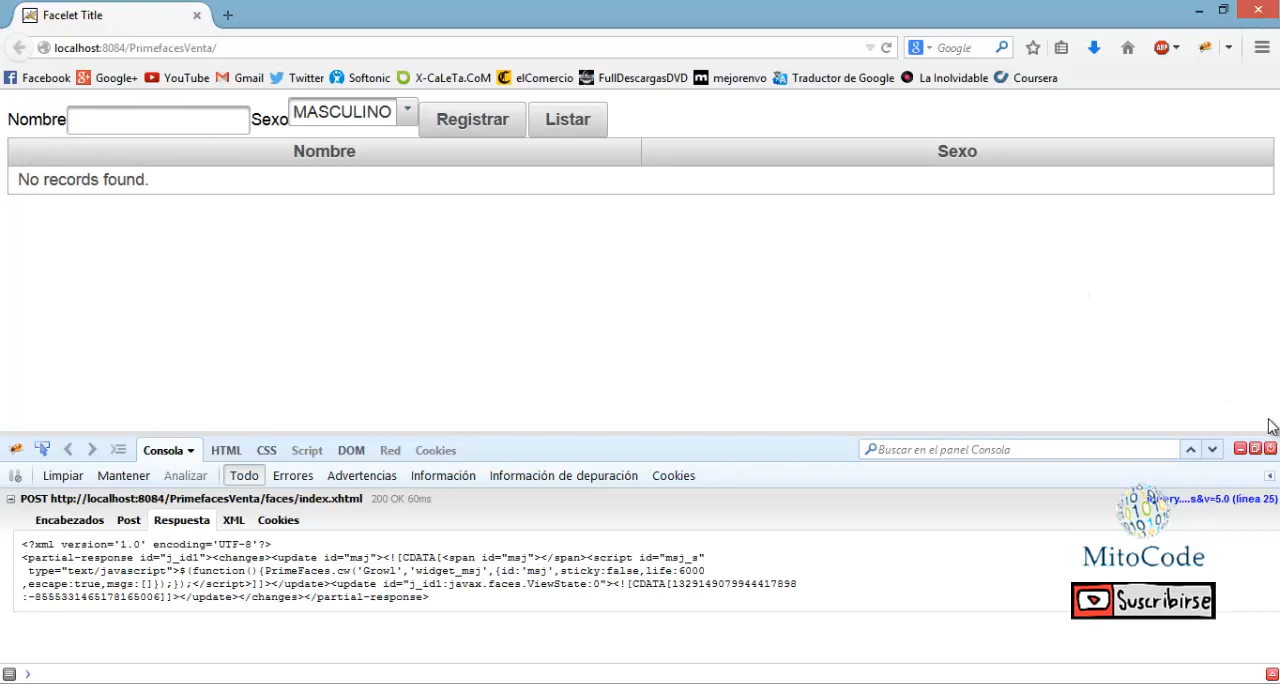 Facelet Title
localhost:8084/PrimefacesVenta/
Google
Facebook Google+ YouTube Gmail Twitter Softonic X-CaLeTa.CoM elComercio FullDescargasDVD mejorenvo Traductor de Google La Inolvidable Coursera
Nombre Sexo MASCULINO Registrar Listar
Nombre Sexo
No records found.
Consola HTML CSS Script DOM Red Cookies Buscar en el panel Consola
Limpiar Mantener Analizar Todo Errores Advertencias Información Información de depuración Cookies
POST http://localhost:8084/PrimefacesVenta/faces/index.xhtml 200 OK 60ms s&v=5.0 (línea 25)
Encabezados Post Respuesta XML Cookies
<?xml version='1.0' encoding='UTF-8'?>
<partial-response id="j_id1"><changes><update id="msj"><![CDATA[<span id="msj"></span><script id="msj_s"
type="text/javascript">$(function(){PrimeFaces.cw('Growl','widget_msj',{id:'msj',sticky:false,life:6000
,escape:true,msgs:[]});});</script>]]></update><update id="j_id1:javax.faces.ViewState:0"><![CDATA[1329149079944417898
:-8555331465178165006]]></update></changes></partial-response>
MitoCode
Suscribirse